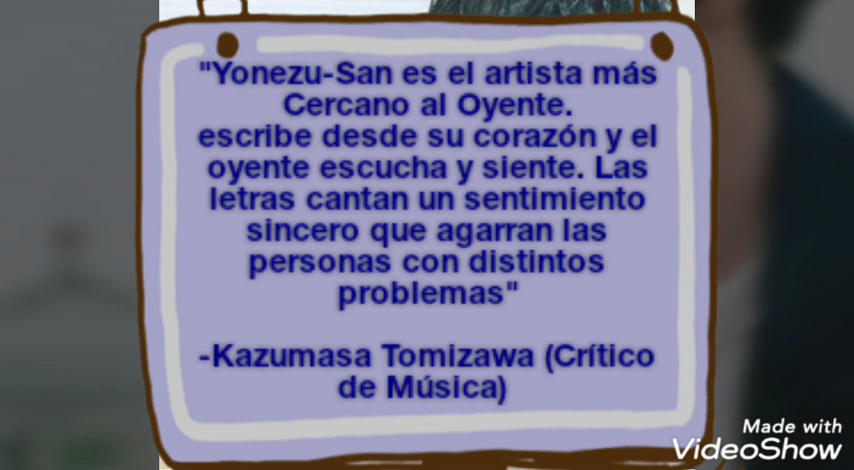 "Yonezu-San es el artista más
Cercano al Oyente.
escribe desde su corazón y el
oyente escucha y siente. Las
letras cantan un sentimiento
sincero que agarran las
personas con distintos
problemas"
-Kazumasa Tomizawa (Crítico
de Música)
Made with
VideoShow